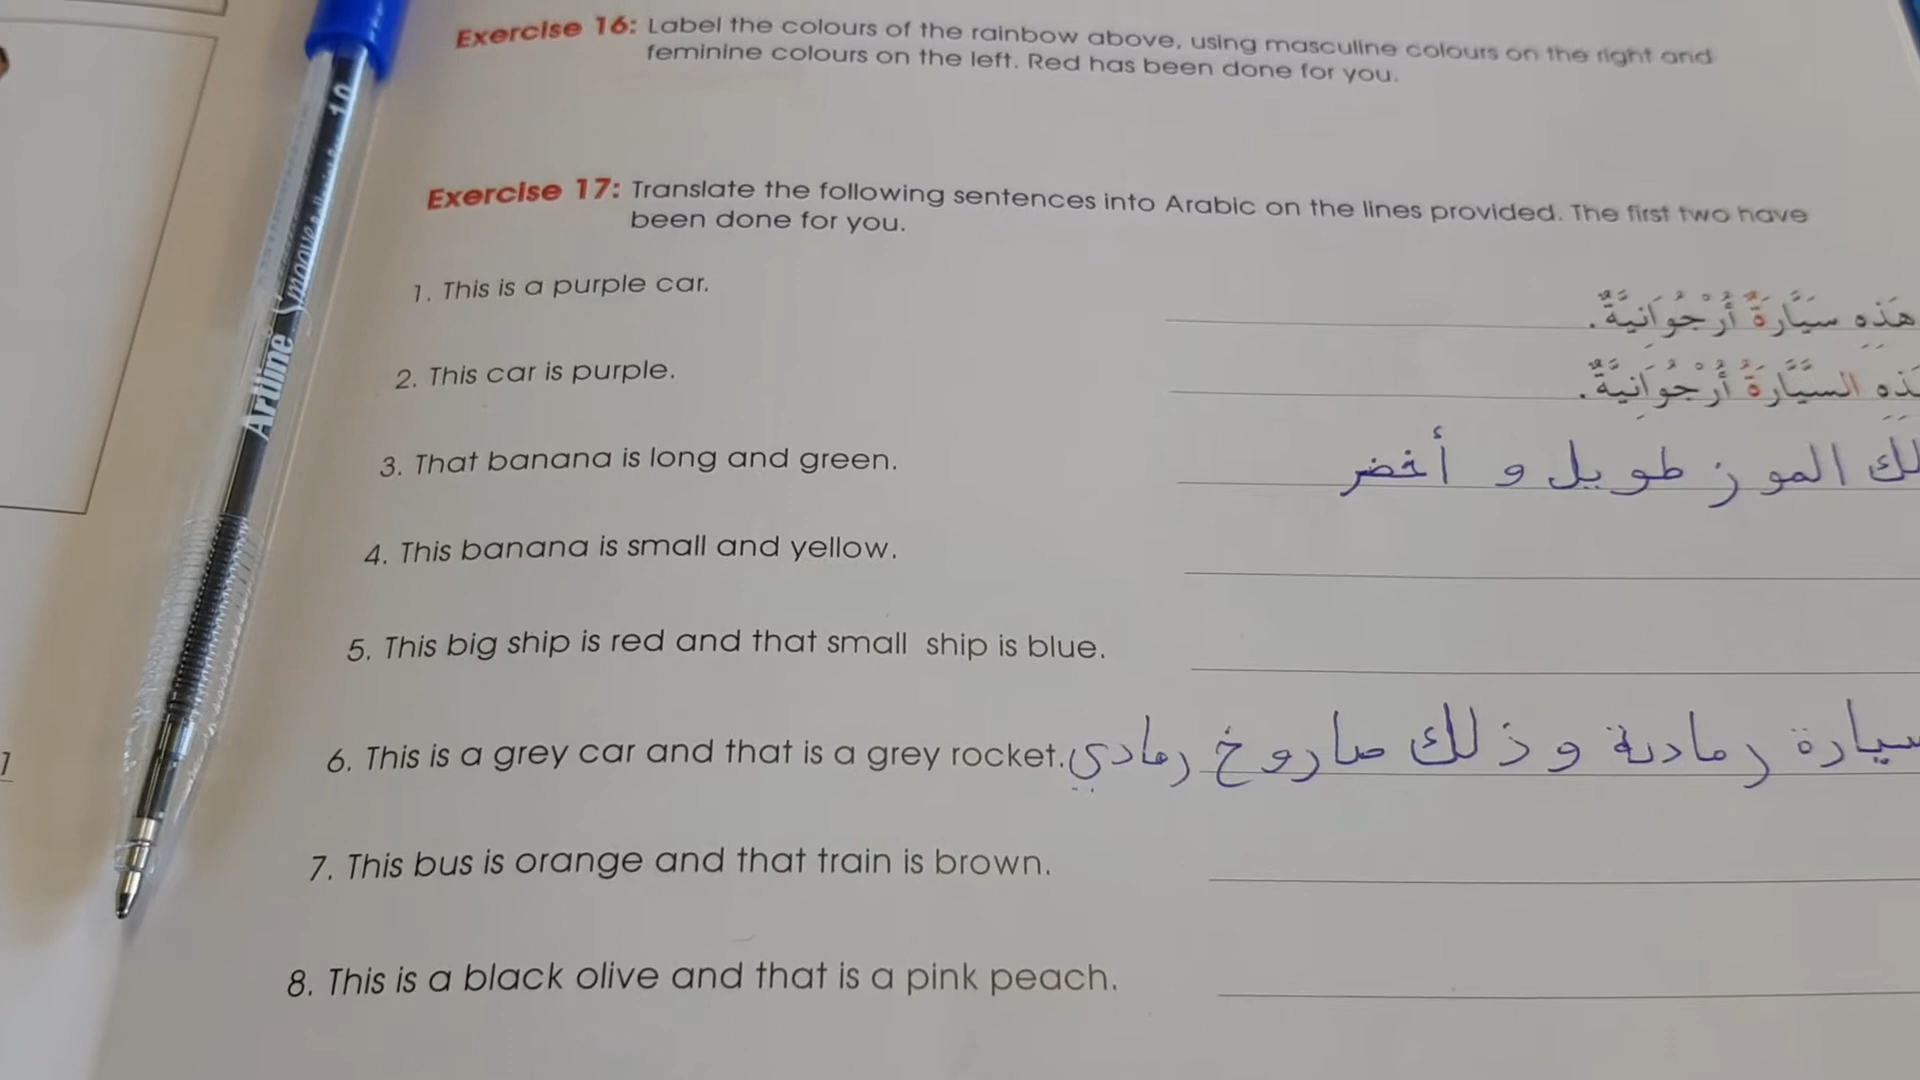 Exercise 16: Label the colours of the rainbow above, using masculine colours on the right and
feminine colours on the left. Red has been done for you.
Exercise 17: Translate the following sentences into Arabic on the lines provided. The first two have
been done for you.
1. This is a purple car.
هَذِهِ سَيَّارَةٌ أُرْجُوَانِيَّةٌ.
2. This car is purple.
السَّيَّارَةُ أُرْجُوَانِيَّةٌ.
3. That banana is long and green.
الموز طويل و أخضر
4. This banana is small and yellow.
5. This big ship is red and that small ship is blue.
6. This is a grey car and that is a grey rocket.
سيارة رمادية و ذلك صاروخ رمادي
7. This bus is orange and that train is brown.
8. This is a black olive and that is a pink peach.
Artline Smoove 1.0